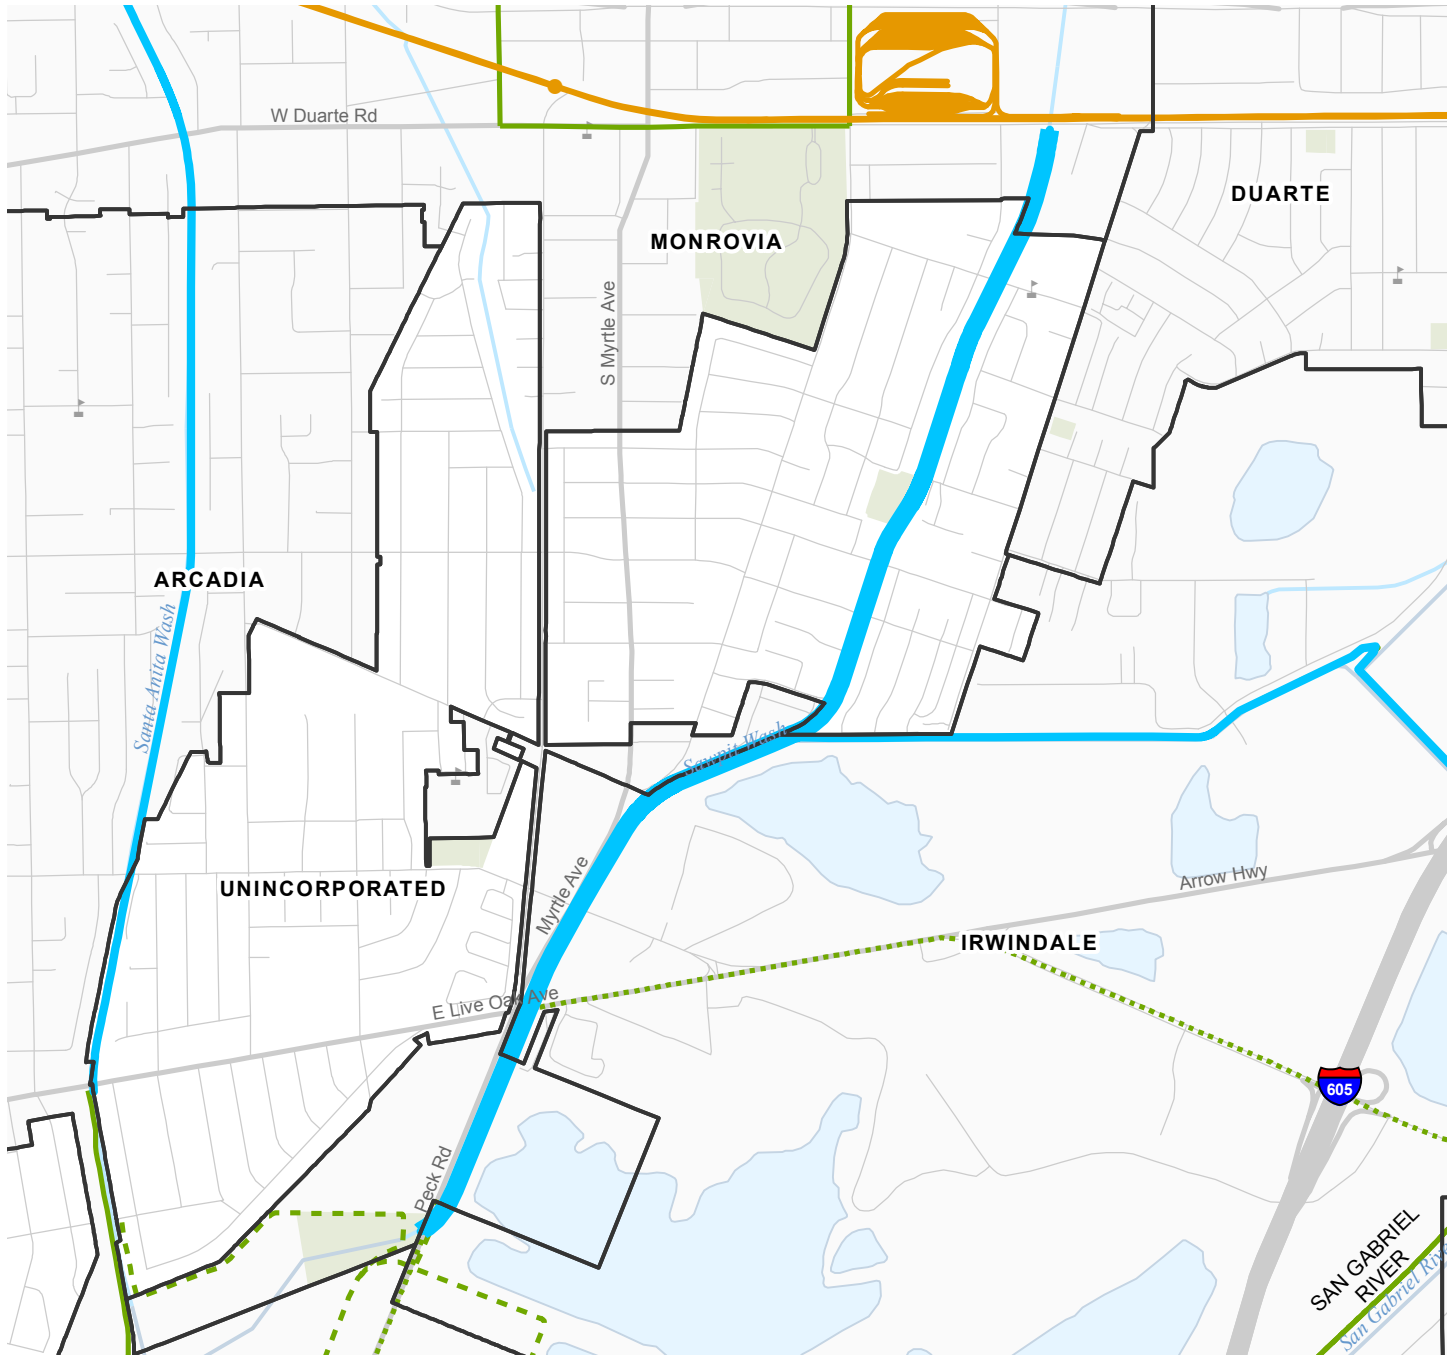 W Duarte Rd
DUARTE
MONROVIA
S Myrtle Ave
ARCADIA
Santa Anita Wash
Sawpit Wash
UNINCORPORATED
Myrtle Ave
Arrow Hwy
IRWINDALE
E Live Oak Ave
605
Peck Rd
SAN GABRIEL
RIVER
San Gabriel Rive